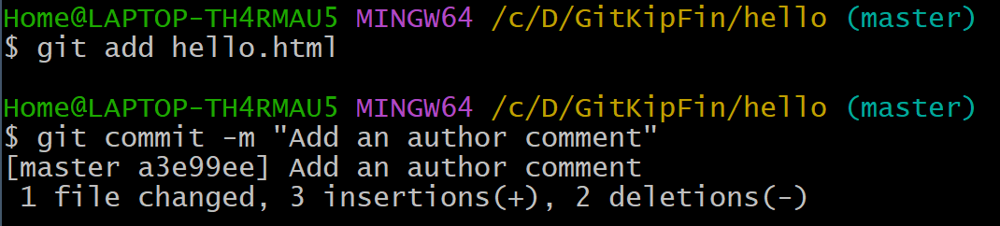 Home@LAPTOP-TH4RMAU5 MINGW64 /c/D/GitKipFin/hello (master)
$ git add hello.html
Home@LAPTOP-TH4RMAU5 MINGW64 /c/D/GitKipFin/hello (master)
$ git commit -m "Add an author comment"
[master a3e99ee] Add an author comment
 1 file changed, 3 insertions(+), 2 deletions(-)